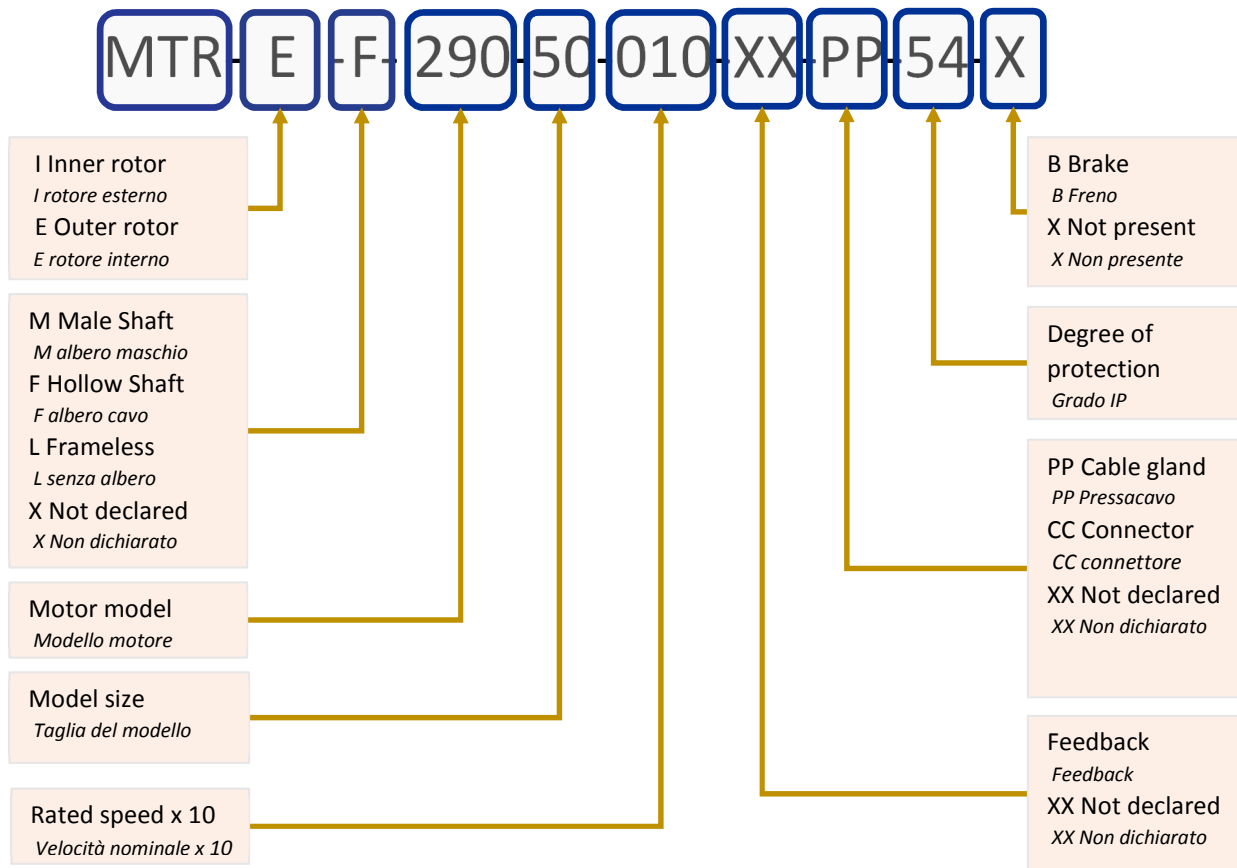 MTR-E-F-290-50-010-XX-PP-54-X
I Inner rotor
I rotore esterno
E Outer rotor
E rotore interno
M Male Shaft
M albero maschio
F Hollow Shaft
F albero cavo
L Frameless
L senza albero
X Not declared
X Non dichiarato
Motor model
Modello motore
Model size
Taglia del modello
Rated speed x 10
Velocità nominale x 10
B Brake
B Freno
X Not present
X Non presente
Degree of
protection
Grado IP
PP Cable gland
PP Pressacavo
CC Connector
CC connettore
XX Not declared
XX Non dichiarato
Feedback
Feedback
XX Not declared
XX Non dichiarato